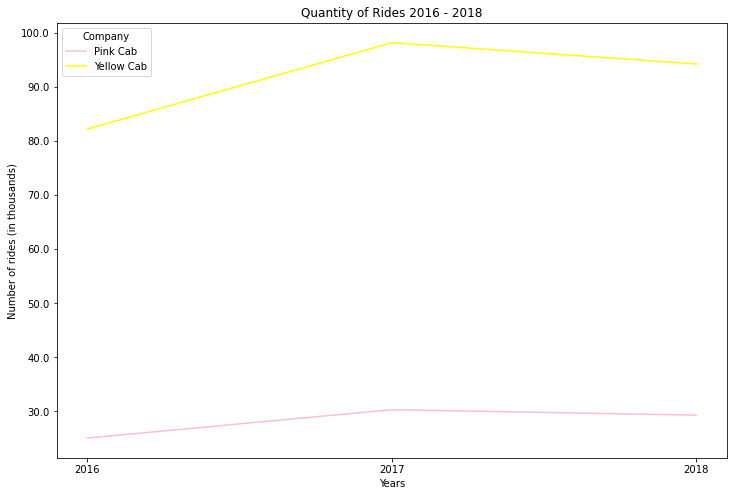 Quantity of Rides 2016 - 2018
Company
Pink Cab
Yellow Cab
100.0
90.0
80.0
70.0
60.0
50.0
40.0
30.0
Number of rides (in thousands)
2016
2017
2018
Years